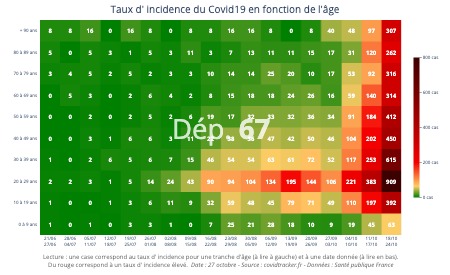 Taux d' incidence du Covid19 en fonction de l'âge
+ 90 ans 8 8 16 0 16 8 0 8 8 16 16 8 0 8 40 48 97 307
80 à 89 ans 5 0 5 3 1 5 3 11 3 7 13 11 11 15 17 31 120 262
70 à 79 ans 3 4 5 2 5 2 3 3 10 14 14 25 20 10 17 53 92 316
60 à 69 ans 0 5 3 0 2 6 4 2 8 15 18 18 24 26 16 59 140 314
50 à 59 ans 0 0 2 0 0 2 5 19 17 33 32 36 34 91 184 412
40 à 49 ans 0 0 3 1 6 6 7 15 47 42 50 46 104 202 450
30 à 39 ans 1 0 2 6 5 6 7 15 46 54 54 61 72 52 117 253 615
20 à 29 ans 2 2 3 1 5 14 24 43 90 94 104 134 195 144 106 221 383 909
10 à 19 ans 0 1 0 1 3 6 11 9 32 59 48 45 79 71 49 110 197 392
0 à 9 ans 0 1 0 2 3 3 1 0 7 25 21 28 18 10 9 19 45 63
Dép. 67
21/06 28/06 05/07 12/07 19/07 26/07 02/08 09/08 16/08 23/08 30/08 06/09 13/09 20/09 27/09 04/10 11/10 18/10
27/06 04/07 11/07 18/07 25/07 01/08 08/08 15/08 22/08 29/08 05/09 12/09 19/09 26/09 03/10 10/10 17/10 24/10
800 cas
600 cas
400 cas
200 cas
0 cas
Lecture : une case correspond au taux d' incidence pour une tranche d'âge (à lire à gauche) et à une date donnée (à lire en bas).
Du rouge correspond à un taux d' incidence élevé. Date : 27 octobre - Source : covidtracker.fr - Données : Santé publique France